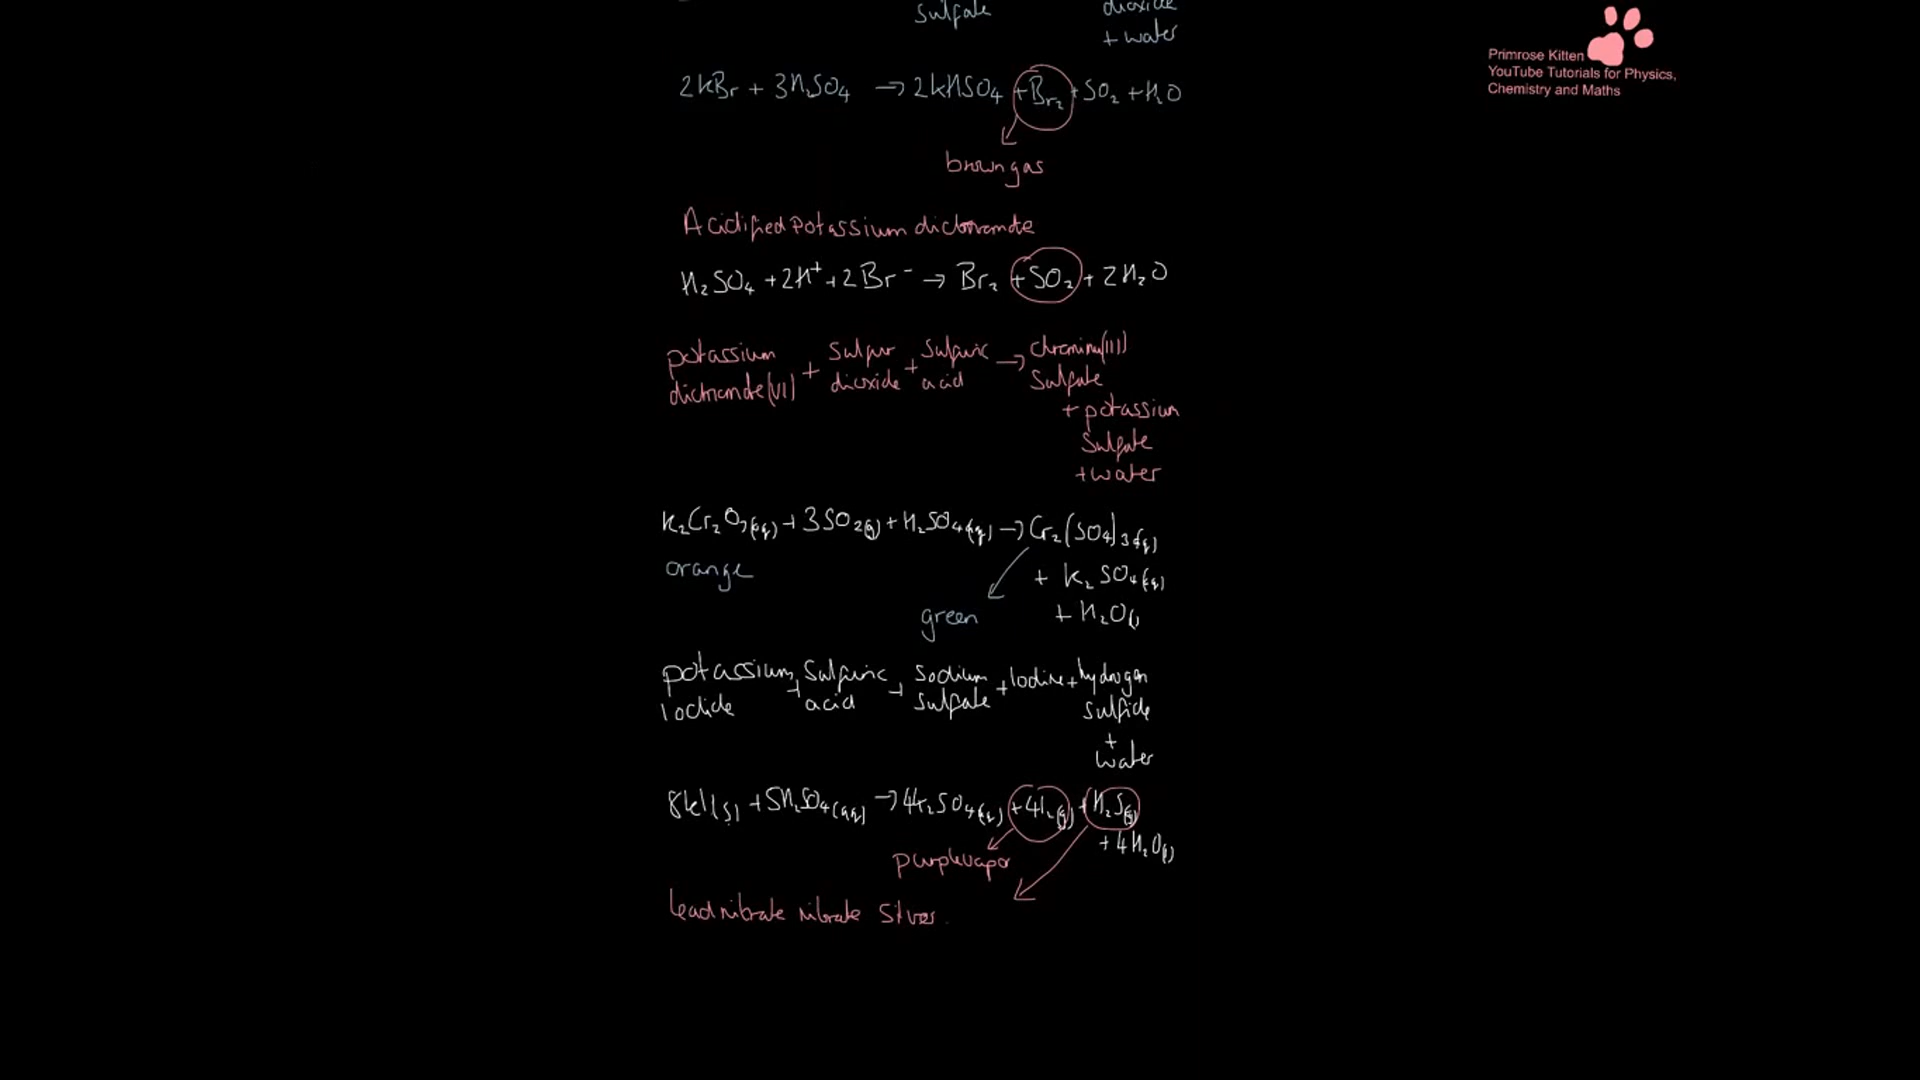 sulfate dioxide
+ water
Primrose Kitten
YouTube Tutorials for Physics,
Chemistry and Maths
2KBr + 3H₂SO₄ → 2KHSO₄ + Br₂ + SO₂ + H₂O
brown gas
Acidified potassium
H₂SO₄ + 2H⁺ + 2Br⁻ → Br₂ + SO₂ + 2H₂O
potassium + sulfur + sulfuric → chromium(III)
dioxide acid sulfate
+ potassium
sulfate
+ water
K₂Cr₂O₇(aq) + 3SO₂(g) + H₂SO₄(aq) → Cr₂(SO₄)₃(aq)
orange + K₂SO₄(aq)
green + H₂O(l)
potassium + sulfuric → sodium + iodine + hydrogen
iodide acid sulfate sulfide
+
water
8KI(s) + 5H₂SO₄(aq) → 4K₂SO₄(aq) + 4I₂(g) + H₂S(g)
+ 4H₂O(l)
purple vapor
lead nitrate nitrate silver